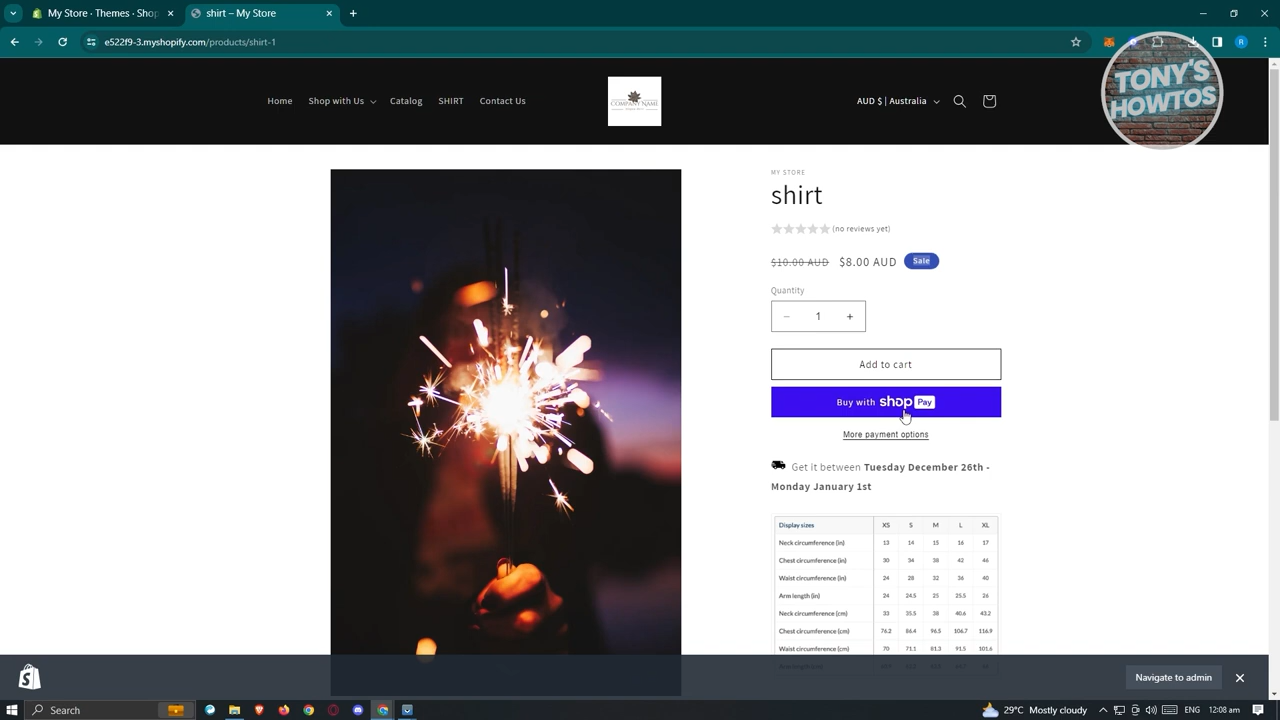 My Store · Themes · Shop
shirt – My Store
e522f9-3.myshopify.com/products/shirt-1
R
TONY'S
HOWTOS
Home
Shop with Us
Catalog
SHIRT
Contact Us
COMPANY NAME
AUD $ | Australia
MY STORE
shirt
(no reviews yet)
$10.00 AUD $8.00 AUD Sale
Quantity
− 1 +
Add to cart
Buy with shop Pay
More payment options
Get it between Tuesday December 26th -
Monday January 1st
Display sizes XS S M L XL
Neck circumference (in) 13 14 15 16 17
Chest circumference (in) 30 34 38 42 46
Waist circumference (in) 24 28 32 36 40
Arm length (in) 24 24.5 25 25.5 26
Neck circumference (cm) 33 35.5 38 40.6 43.2
Chest circumference (cm) 76.2 86.4 96.5 106.7 116.9
Waist circumference (cm) 70 71.1 81.3 91.5 101.6
Navigate to admin
Search
29°C Mostly cloudy
ENG
12:08 am